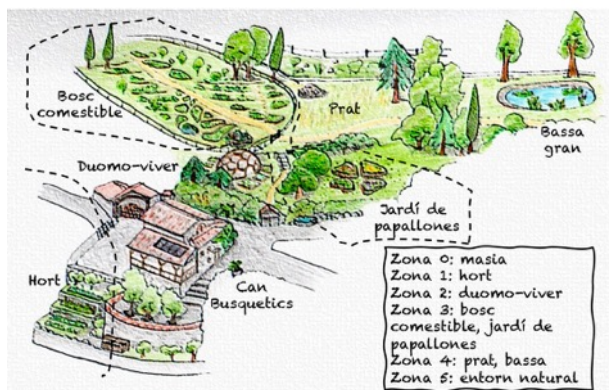 Bosc
comestible
Prat
Bassa
gran
Duomo-viver
Jardí de
papallones
Hort
Can
Busquetics
Zona 0: masia
Zona 1: hort
Zona 2: duomo-viver
Zona 3: bosc
comestible, jardí de
papallones
Zona 4: prat, bassa
Zona 5: entorn natural